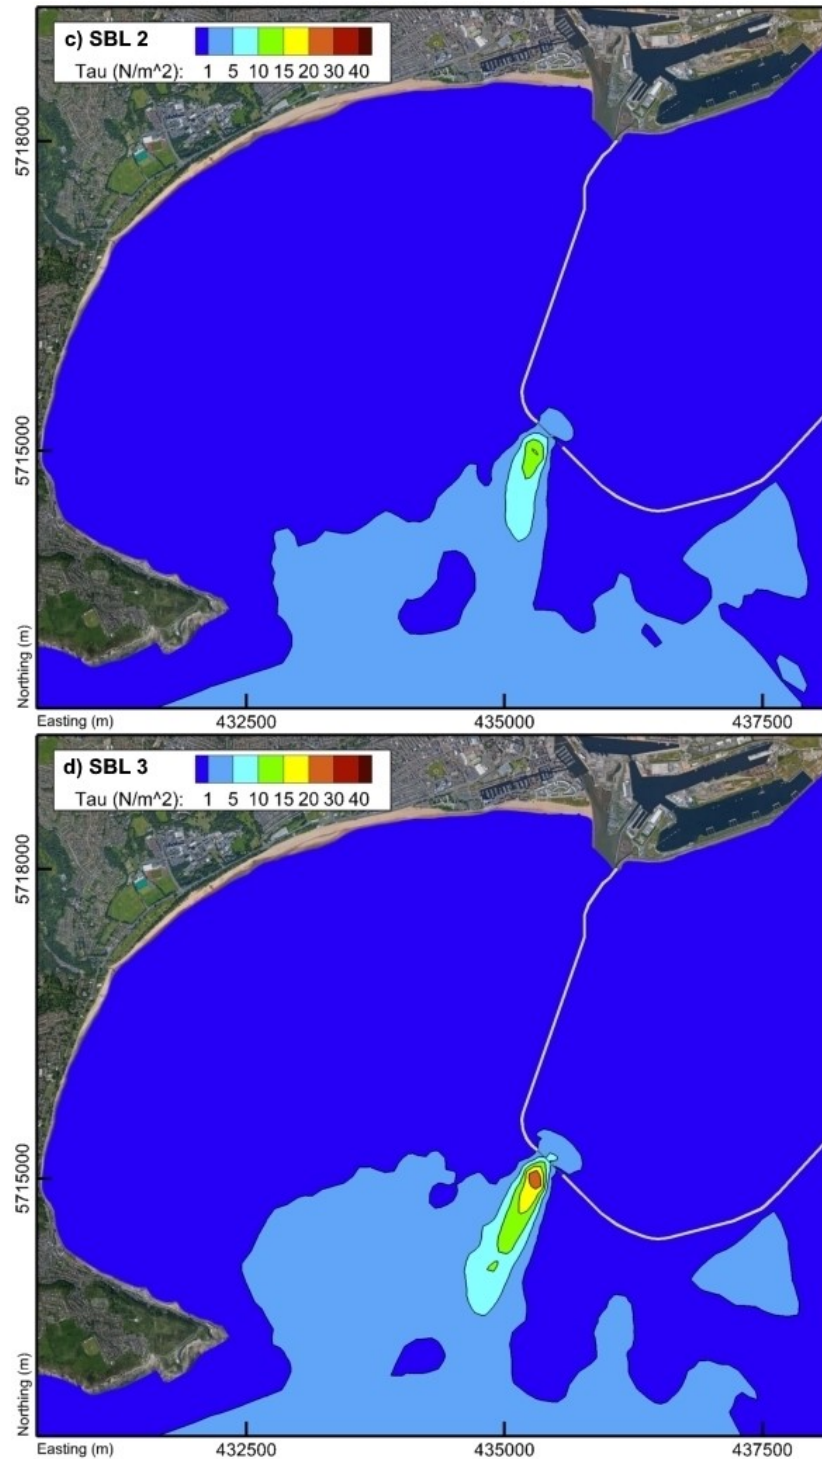 c) SBL 2
Tau (N/m^2): 1 5 10 15 20 30 40
5718000
5715000
Northing (m)
Easting (m) 432500 435000 437500
d) SBL 3
Tau (N/m^2): 1 5 10 15 20 30 40
5718000
5715000
Northing (m)
Easting (m) 432500 435000 437500